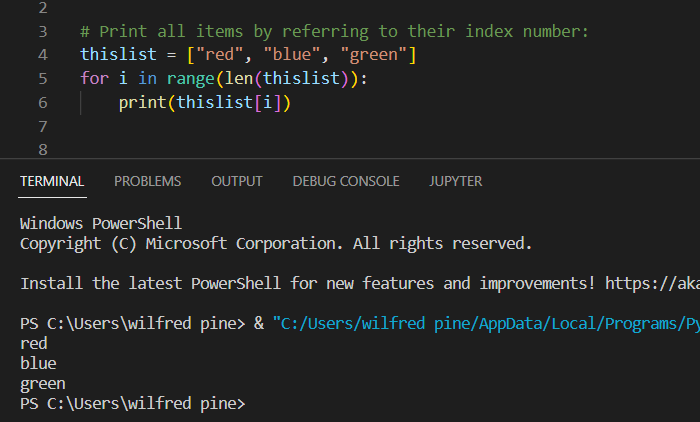 2
3 # Print all items by referring to their index number:
4 thislist = ["red", "blue", "green"]
5 for i in range(len(thislist)):
6     print(thislist[i])
7
8
TERMINAL PROBLEMS OUTPUT DEBUG CONSOLE JUPYTER
Windows PowerShell
Copyright (C) Microsoft Corporation. All rights reserved.
Install the latest PowerShell for new features and improvements! https://aka
PS C:\Users\wilfred pine> & "C:/Users/wilfred pine/AppData/Local/Programs/Py
red
blue
green
PS C:\Users\wilfred pine>